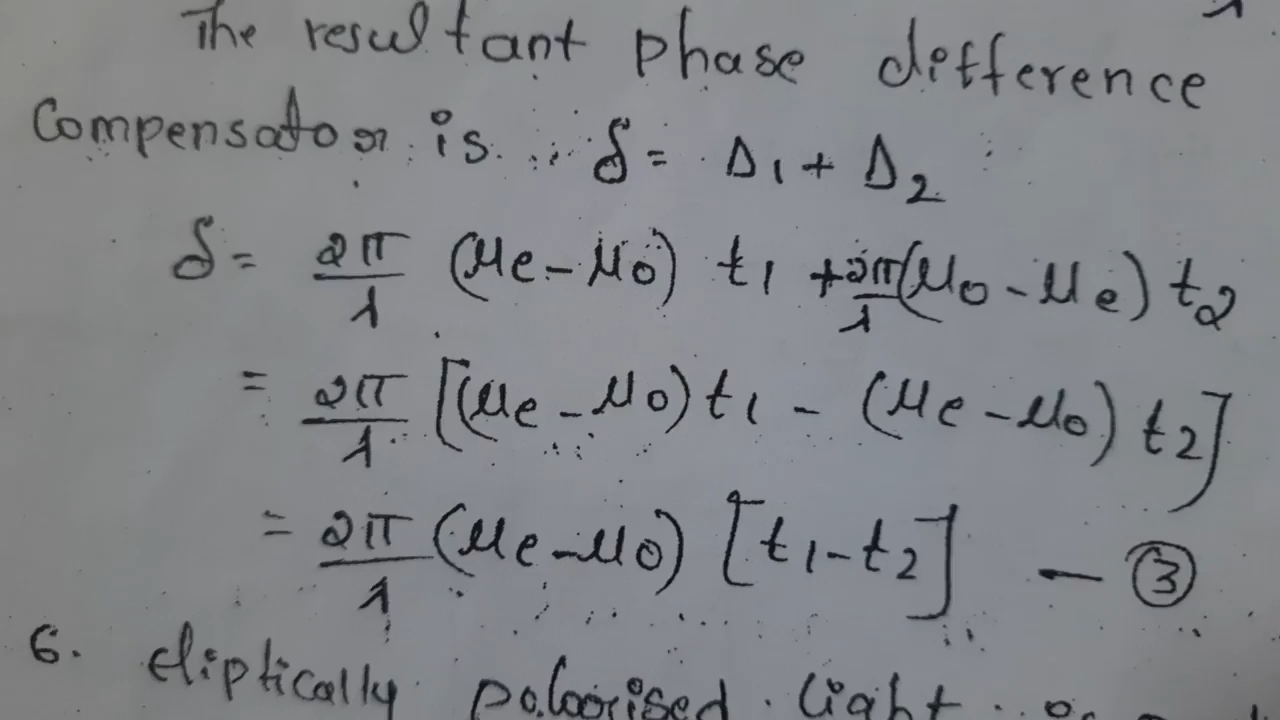 The resultant phase difference
Compensator is. δ = Δ1 + Δ2
δ = 2π/λ (μe - μo) t1 + 2π/λ (μo - μe) t2
= 2π/λ [(μe - μo) t1 - (μe - μo) t2]
= 2π/λ (μe - μo) [t1 - t2] — ③
6. Eliptically polarised light